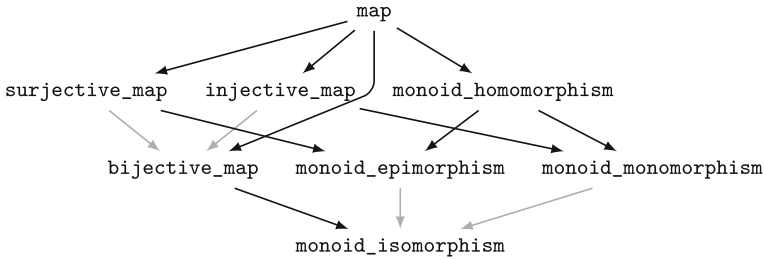 map
surjective_map injective_map monoid_homomorphism
bijective_map monoid_epimorphism monoid_monomorphism
monoid_isomorphism